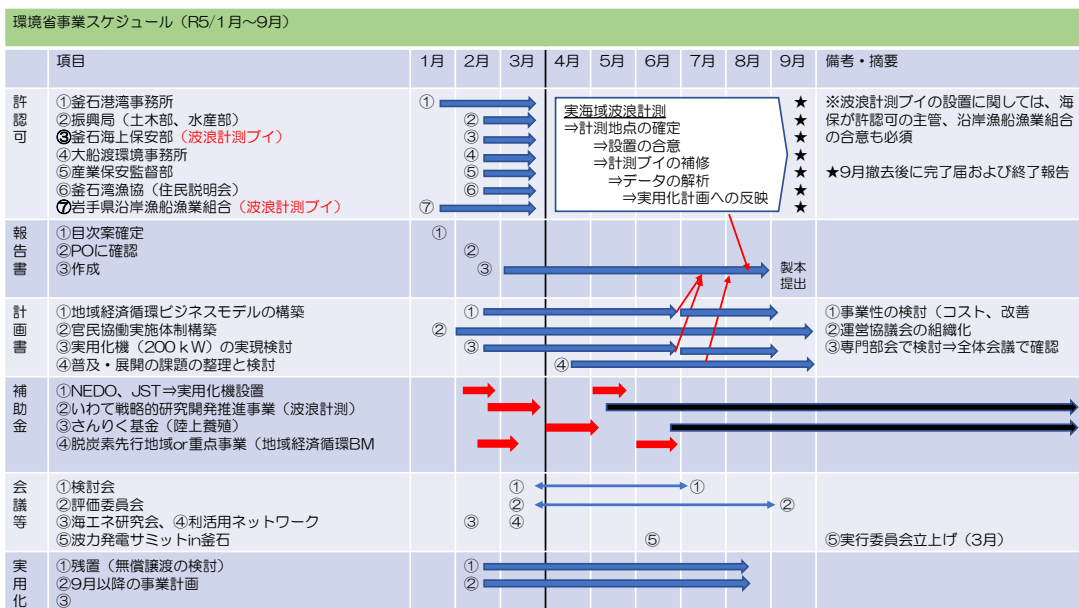 環境省事業スケジュール（R5/1月～9月）
項目 1月 2月 3月 4月 5月 6月 7月 8月 9月 備考・摘要
許認可
①釜石港湾事務所
②振興局（土木部、水産部）
③釜石海上保安部（波浪計測ブイ）
④大船渡環境事務所
⑤産業保安監督部
⑥釜石湾漁協（住民説明会）
⑦岩手県沿岸漁船漁業組合（波浪計測ブイ）
①
②
③
④
⑤
⑥
⑦
実海域波浪計測
⇒計測地点の確定
⇒設置の合意
⇒計測ブイの補修
⇒データの解析
⇒実用化計画への反映
★
★
★
★
★
★
★
※波浪計測ブイの設置に関しては、海
保が許認可の主管、沿岸漁船漁業組合
の合意も必須
★9月撤去後に完了届および終了報告
報告書
①目次案確定
②POに確認
③作成
①
②
③
製本
提出
計画書
①地域経済循環ビジネスモデルの構築
②官民協働実施体制構築
③実用化機（200ｋW）の実現検討
④普及・展開の課題の整理と検討
①
②
③
④
①事業性の検討（コスト、改善
②運営協議会の組織化
③専門部会で検討⇒全体会議で確認
補助金
①NEDO、JST⇒実用化機設置
②いわて戦略的研究開発推進事業（波浪計測）
③さんりく基金（陸上養殖）
④脱炭素先行地域or重点事業（地域経済循環BM
会議等
①検討会
②評価委員会
③海エネ研究会、④利活用ネットワーク
⑤波力発電サミットin釜石
① ①
② ②
③ ④
⑤
⑤実行委員会立上げ（3月）
実用化
①残置（無償譲渡の検討）
②9月以降の事業計画
③
①
②